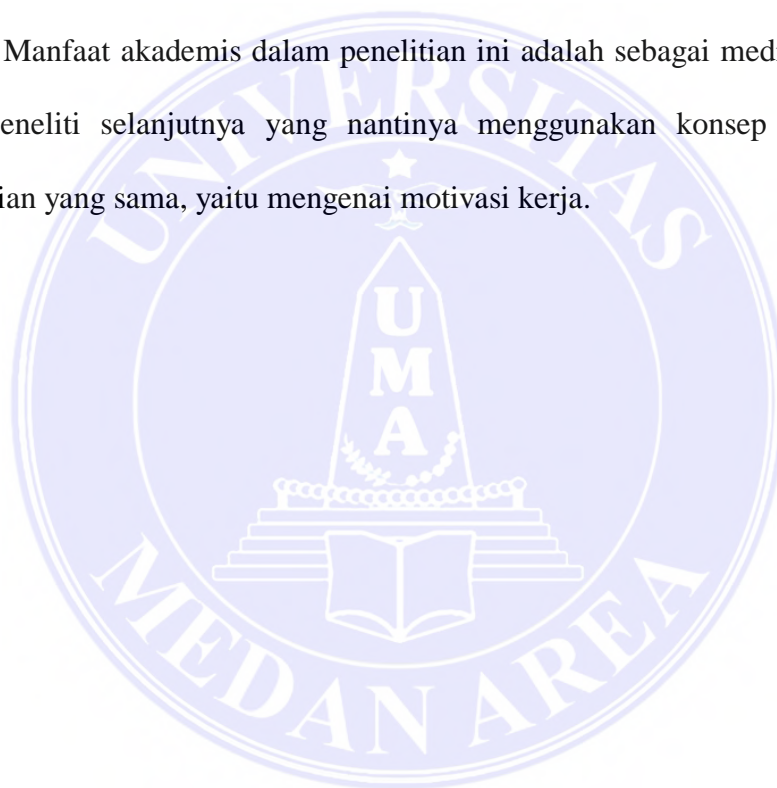 Manfaat akademis dalam penelitian ini adalah sebagai
eneliti selanjutnya yang nantinya menggunakan konsep
ian yang sama, yaitu mengenai motivasi kerja.
UNIVERSITAS
UMA
MEDAN AREA